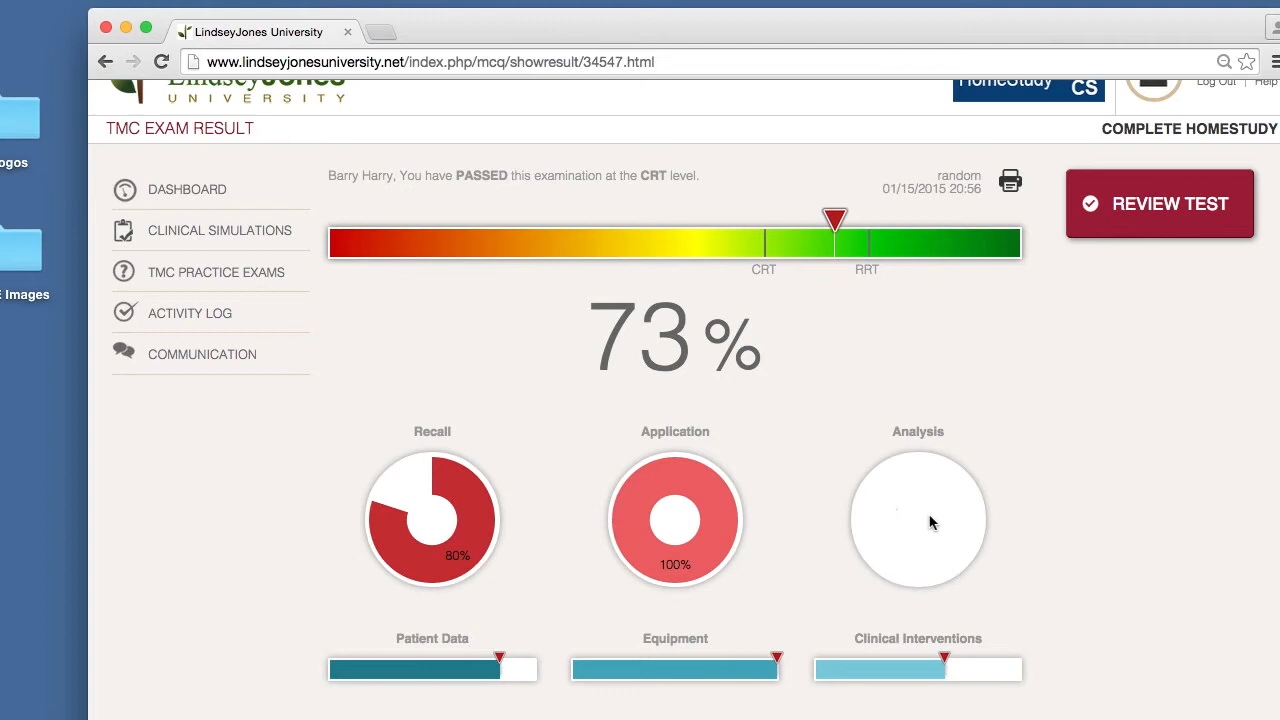 LindseyJones University
www.lindseyjonesuniversity.net/index.php/mcq/showresult/34547.html
LindseyJones
UNIVERSITY
HomeStudy
CS
Log Out | Help
TMC EXAM RESULT
COMPLETE HOMESTUDY
ogos
Images
DASHBOARD
CLINICAL SIMULATIONS
TMC PRACTICE EXAMS
ACTIVITY LOG
COMMUNICATION
Barry Harry, You have PASSED this examination at the CRT level.
random
01/15/2015 20:56
REVIEW TEST
CRT
RRT
73%
Recall
Application
Analysis
80%
100%
Patient Data
Equipment
Clinical Interventions